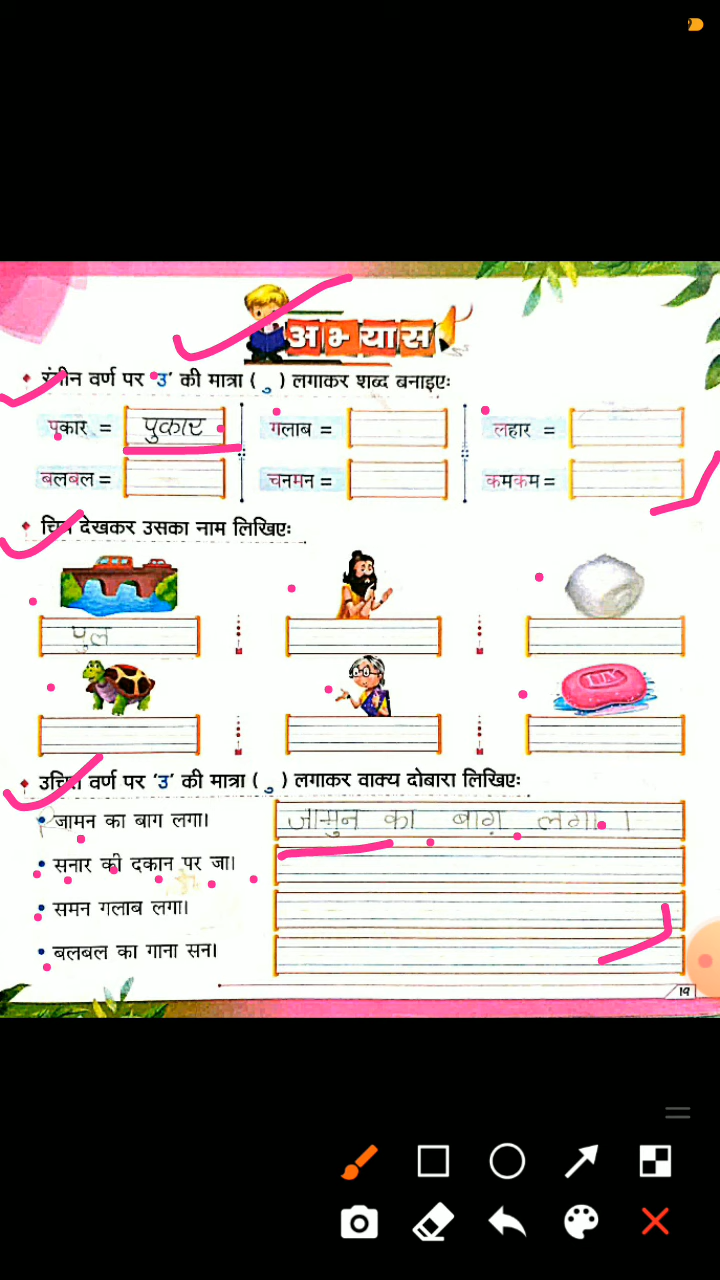 अभ्यास
रंगीन वर्ण पर 'उ' की मात्रा ( ु ) लगाकर शब्द बनाइएः
पकार = पुकार गलाब = लहार =
बलबल = चनमन = कमकम =
चित्र देखकर उसका नाम लिखिएः
पुल
LUX
उचित वर्ण पर 'उ' की मात्रा ( ु ) लगाकर वाक्य दोबारा लिखिएः
• जामन का बाग लगा। जामुन का बाग़ लगा।
• सनार की दकान पर जा।
• समन गलाब लगा।
• बलबल का गाना सन।
19